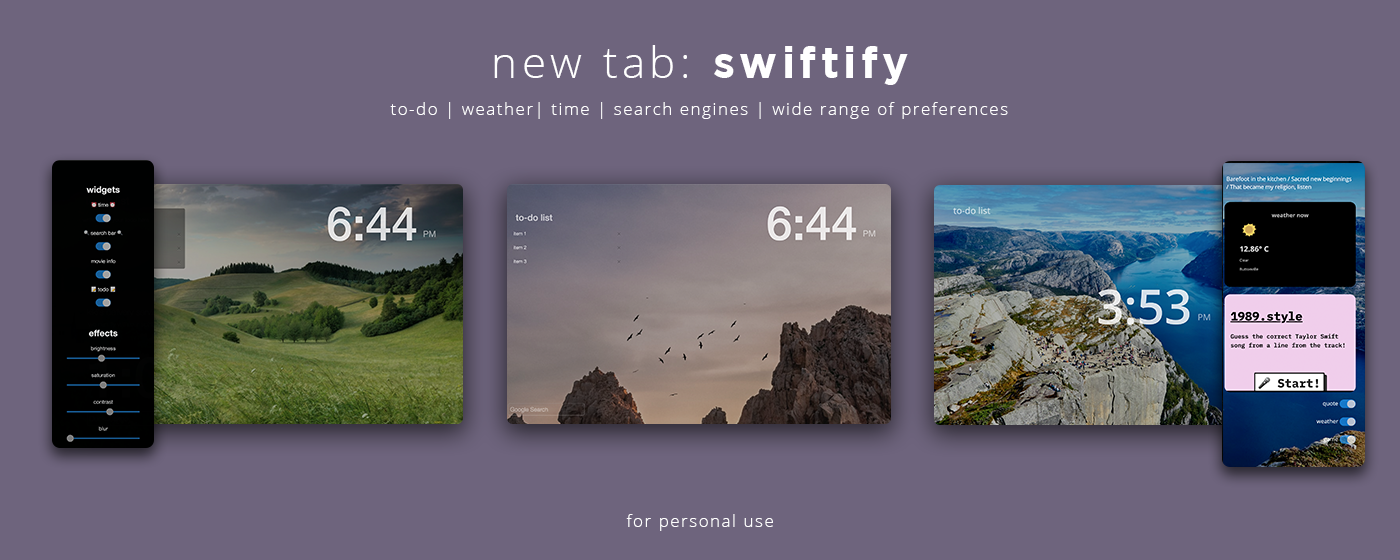 new tab: swiftify
to-do | weather| time | search engines | wide range of preferences
widgets
⏰ time ⏰
🔍 search bar 🔍
movie info
📝 todo 📝
effects
brightness
saturation
contrast
blur
6:44 PM
to-do list
item 1
item 2
item 3
6:44 PM
Google Search
to-do list
3:53 PM
Barefoot in the kitchen / Sacred new beginnings
/ That became my religion, listen
weather now
12.86° C
Clear
1989.style
Guess the correct Taylor Swift
song from a line from the track!
🎤 Start!
quote
weather
for personal use